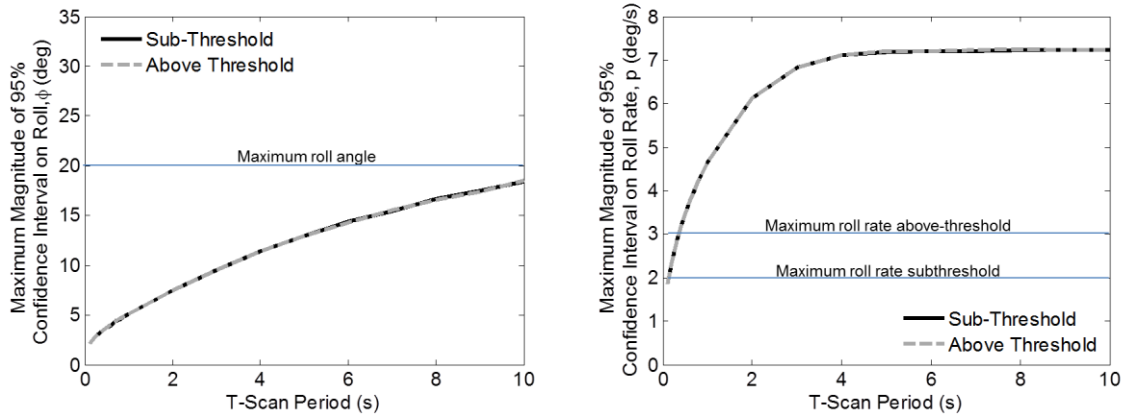 Maximum Magnitude of 95%
Confidence Interval on Roll,ϕ (deg)
35
30
25
20
15
10
5
0
Sub-Threshold
Above Threshold
Maximum roll angle
0 2 4 6 8 10
T-Scan Period (s)
Maximum Magnitude of 95%
Confidence Interval on Roll Rate, p (deg/s)
8
7
6
5
4
3
2
1
0
Maximum roll rate above-threshold
Maximum roll rate subthreshold
Sub-Threshold
Above Threshold
0 2 4 6 8 10
T-Scan Period (s)